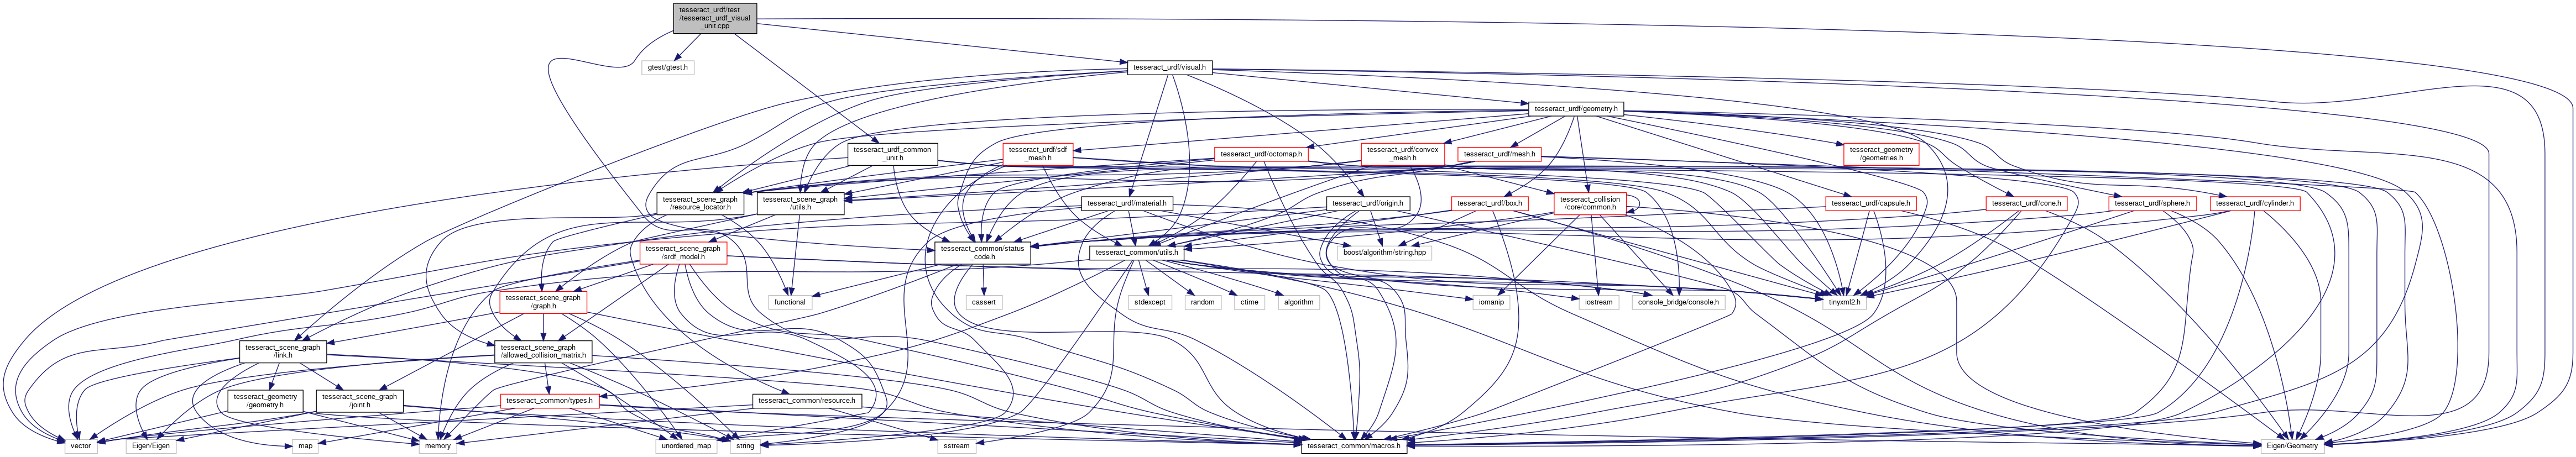 tesseract_urdf/test
/tesseract_urdf_visual
_unit.cpp
gtest/gtest.h
tesseract_urdf/visual.h
tesseract_urdf/geometry.h
tesseract_urdf_common
_unit.h
tesseract_urdf/sdf
_mesh.h
tesseract_urdf/octomap.h
tesseract_urdf/convex
_mesh.h
tesseract_urdf/mesh.h
tesseract_geometry
/geometries.h
tesseract_scene_graph
/resource_locator.h
tesseract_scene_graph
/utils.h
tesseract_urdf/material.h
tesseract_urdf/origin.h
tesseract_urdf/box.h
tesseract_collision
/core/common.h
tesseract_urdf/capsule.h
tesseract_urdf/cone.h
tesseract_urdf/sphere.h
tesseract_urdf/cylinder.h
tesseract_scene_graph
/srdf_model.h
tesseract_common/status
_code.h
tesseract_common/utils.h
boost/algorithm/string.hpp
tesseract_scene_graph
/graph.h
functional
cassert
stdexcept
random
ctime
algorithm
iomanip
iostream
console_bridge/console.h
tinyxml2.h
tesseract_scene_graph
/link.h
tesseract_scene_graph
/allowed_collision_matrix.h
tesseract_geometry
/geometry.h
tesseract_scene_graph
/joint.h
tesseract_common/types.h
tesseract_common/resource.h
vector
Eigen/Eigen
map
memory
unordered_map
string
sstream
tesseract_common/macros.h
Eigen/Geometry